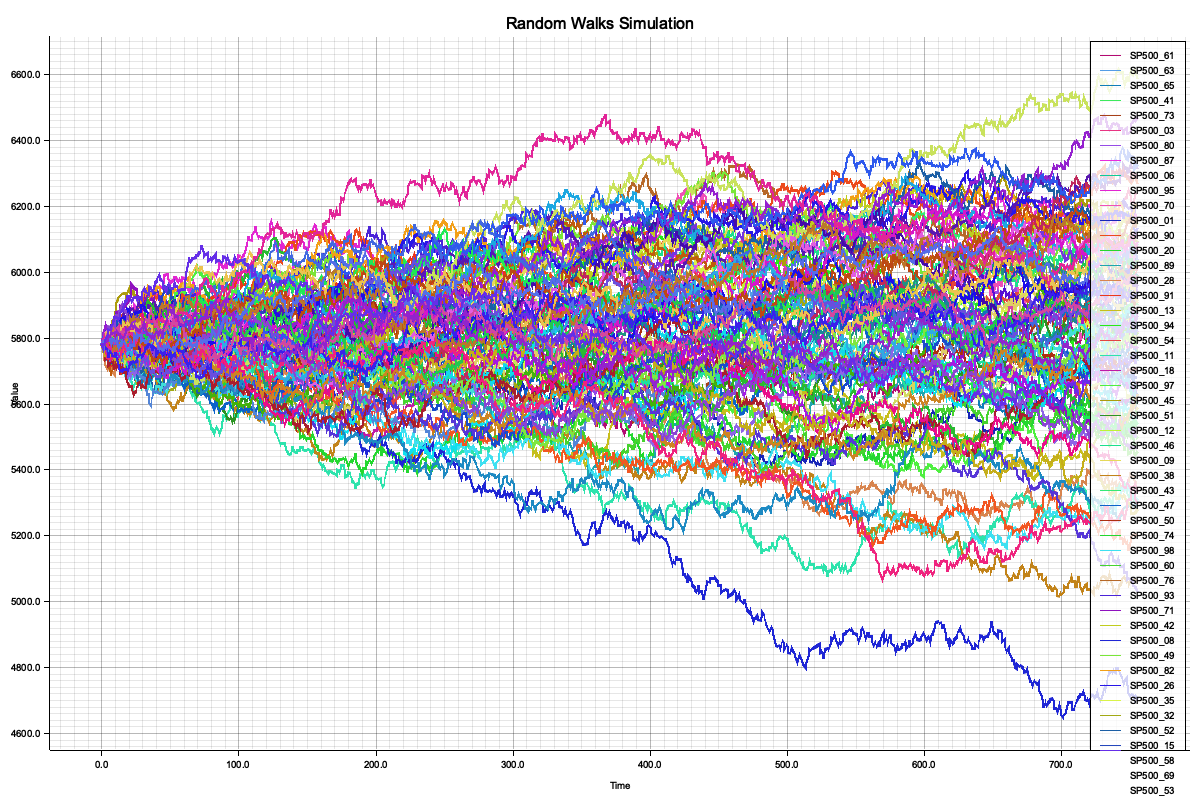 Random Walks Simulation
6600.0
6400.0
6200.0
6000.0
5800.0
5600.0
5400.0
5200.0
5000.0
4800.0
4600.0
Value
0.0
100.0
200.0
300.0
400.0
500.0
600.0
700.0
Time
SP500_61
SP500_63
SP500_65
SP500_41
SP500_73
SP500_03
SP500_80
SP500_87
SP500_06
SP500_95
SP500_70
SP500_01
SP500_90
SP500_20
SP500_89
SP500_28
SP500_91
SP500_13
SP500_94
SP500_54
SP500_11
SP500_18
SP500_97
SP500_45
SP500_51
SP500_12
SP500_46
SP500_09
SP500_38
SP500_43
SP500_47
SP500_50
SP500_74
SP500_98
SP500_60
SP500_76
SP500_93
SP500_71
SP500_42
SP500_08
SP500_49
SP500_82
SP500_26
SP500_35
SP500_32
SP500_52
SP500_15
SP500_58
SP500_69
SP500_53